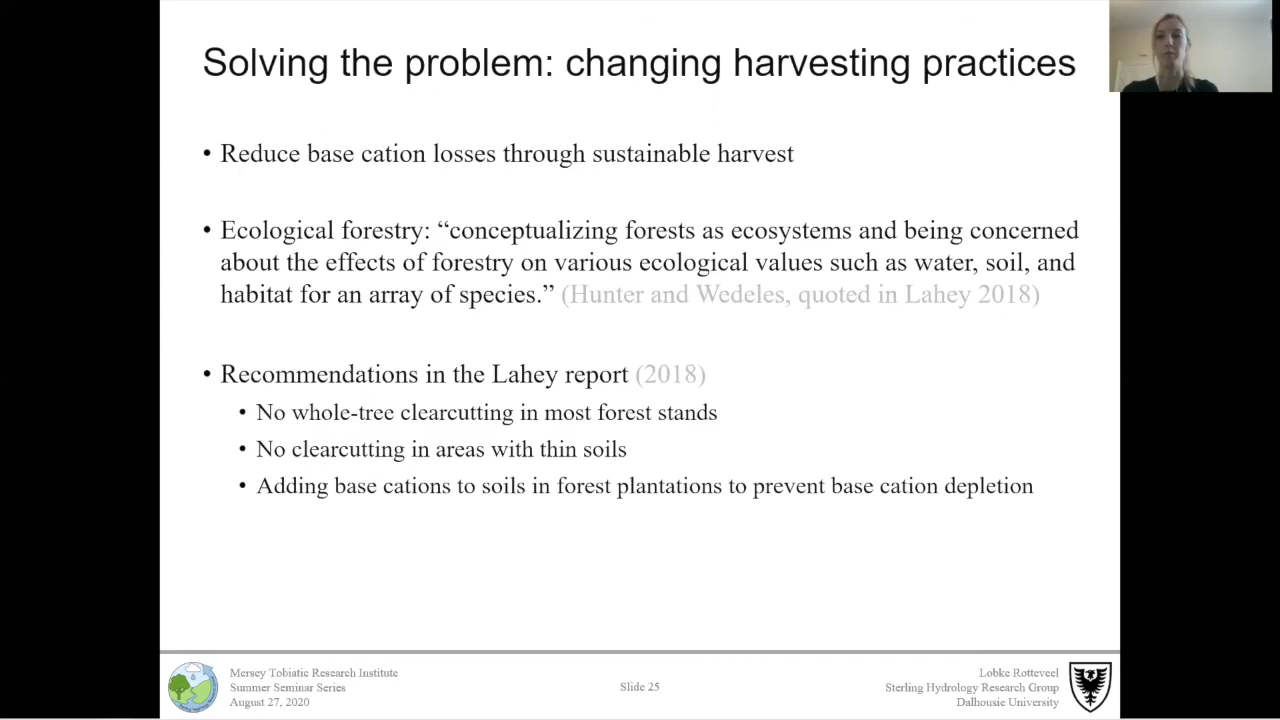 Solving the problem: changing harvesting practices
• Reduce base cation losses through sustainable harvest
• Ecological forestry: “conceptualizing forests as ecosystems and being concerned
about the effects of forestry on various ecological values such as water, soil, and
habitat for an array of species.” (Hunter and Wedeles, quoted in Lahey 2018)
• Recommendations in the Lahey report (2018)
• No whole-tree clearcutting in most forest stands
• No clearcutting in areas with thin soils
• Adding base cations to soils in forest plantations to prevent base cation depletion
Mersey Tobiatic Research Institute
Summer Seminar Series
August 27, 2020
Slide 25
Lobke Rotteveel
Sterling Hydrology Research Group
Dalhousie University